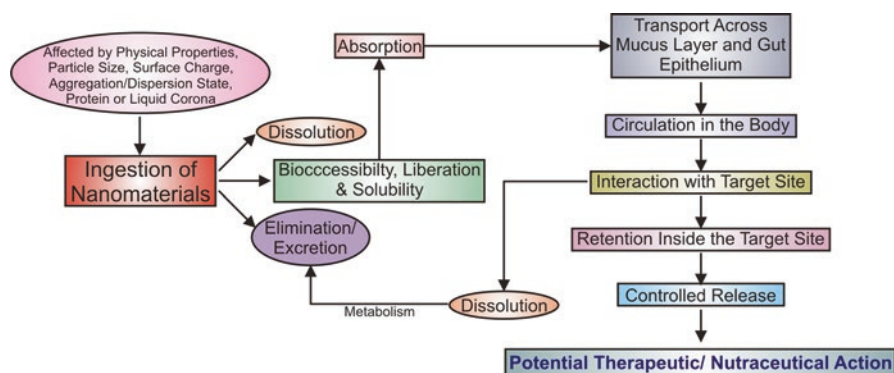 Affected by Physical Properties,
Particle Size, Surface Charge,
Aggregation/Dispersion State,
Protein or Liquid Corona
Ingestion of
Nanomaterials
Dissolution
Biocccessibilty, Liberation
& Solubility
Elimination/
Excretion
Absorption
Transport Across
Mucus Layer and Gut
Epithelium
Circulation in the Body
Interaction with Target Site
Retention Inside the Target Site
Controlled Release
Potential Therapeutic/ Nutraceutical Action
Dissolution
Metabolism